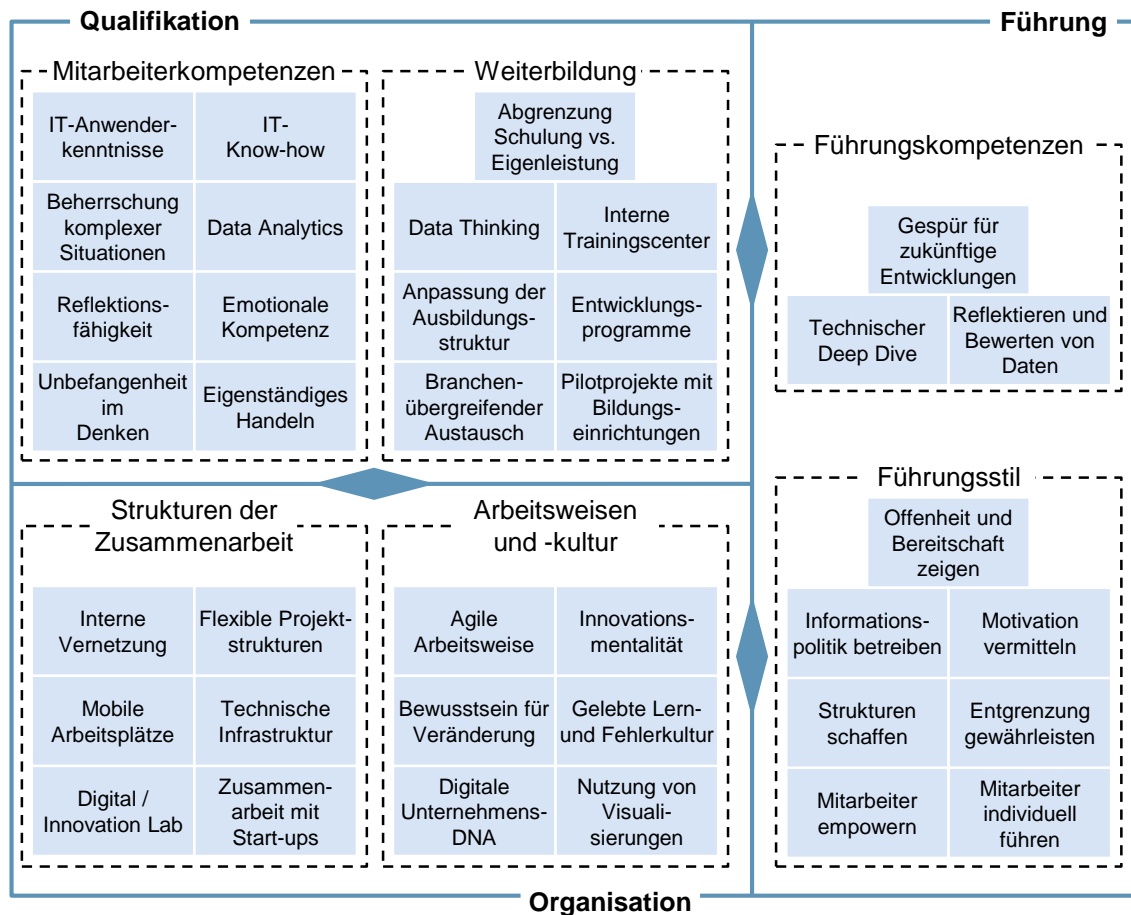 Qualifikation
Führung
Mitarbeiterkompetenzen
IT-Anwender-
kenntnisse
IT-
Know-how
Beherrschung
komplexer
Situationen
Data Analytics
Reflektions-
fähigkeit
Emotionale
Kompetenz
Unbefangenheit
im
Denken
Eigenständiges
Handeln
Weiterbildung
Abgrenzung
Schulung vs.
Eigenleistung
Data Thinking
Interne
Trainingscenter
Anpassung der
Ausbildungs-
struktur
Entwicklungs-
programme
Branchen-
übergreifender
Austausch
Pilotprojekte mit
Bildungs-
einrichtungen
Führungskompetenzen
Gespür für
zukünftige
Entwicklungen
Technischer
Deep Dive
Reflektieren und
Bewerten von
Daten
Strukturen der
Zusammenarbeit
Interne
Vernetzung
Flexible Projekt-
strukturen
Mobile
Arbeitsplätze
Technische
Infrastruktur
Digital /
Innovation Lab
Zusammen-
arbeit mit
Start-ups
Arbeitsweisen
und -kultur
Agile
Arbeitsweise
Innovations-
mentalität
Bewusstsein für
Veränderung
Gelebte Lern-
und Fehlerkultur
Digitale
Unternehmens-
DNA
Nutzung von
Visuali-
sierungen
Führungsstil
Offenheit und
Bereitschaft
zeigen
Informations-
politik betreiben
Motivation
vermitteln
Strukturen
schaffen
Entgrenzung
gewährleisten
Mitarbeiter
empowern
Mitarbeiter
individuell
führen
Organisation